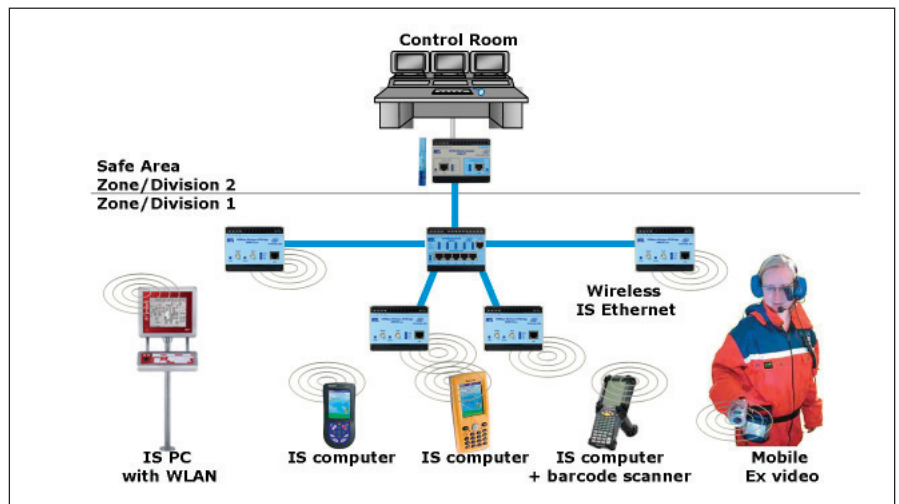 Control Room
Safe Area
Zone/Division 2
Zone/Division 1
Wireless
IS Ethernet
IS PC
with WLAN
IS computer
IS computer
IS computer
+ barcode scanner
Mobile
Ex video